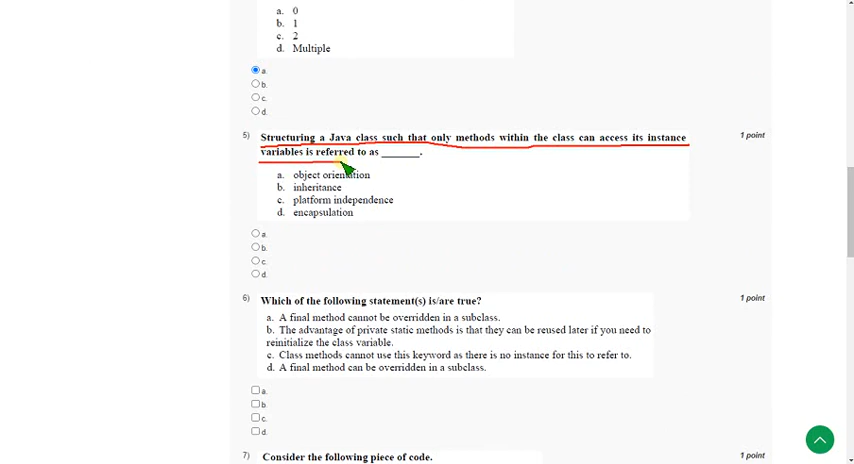 a. 0
b. 1
c. 2
d. Multiple
a.
b.
c.
d.
5) Structuring a Java class such that only methods within the class can access its instance 1 point
variables is referred to as _______.
a. object orientation
b. inheritance
c. platform independence
d. encapsulation
a.
b.
c.
d.
6) Which of the following statement(s) is/are true? 1 point
a. A final method cannot be overridden in a subclass.
b. The advantage of private static methods is that they can be reused later if you need to
reinitialize the class variable.
c. Class methods cannot use this keyword as there is no instance for this to refer to.
d. A final method can be overridden in a subclass.
a.
b.
c.
d.
7) Consider the following piece of code. 1 point